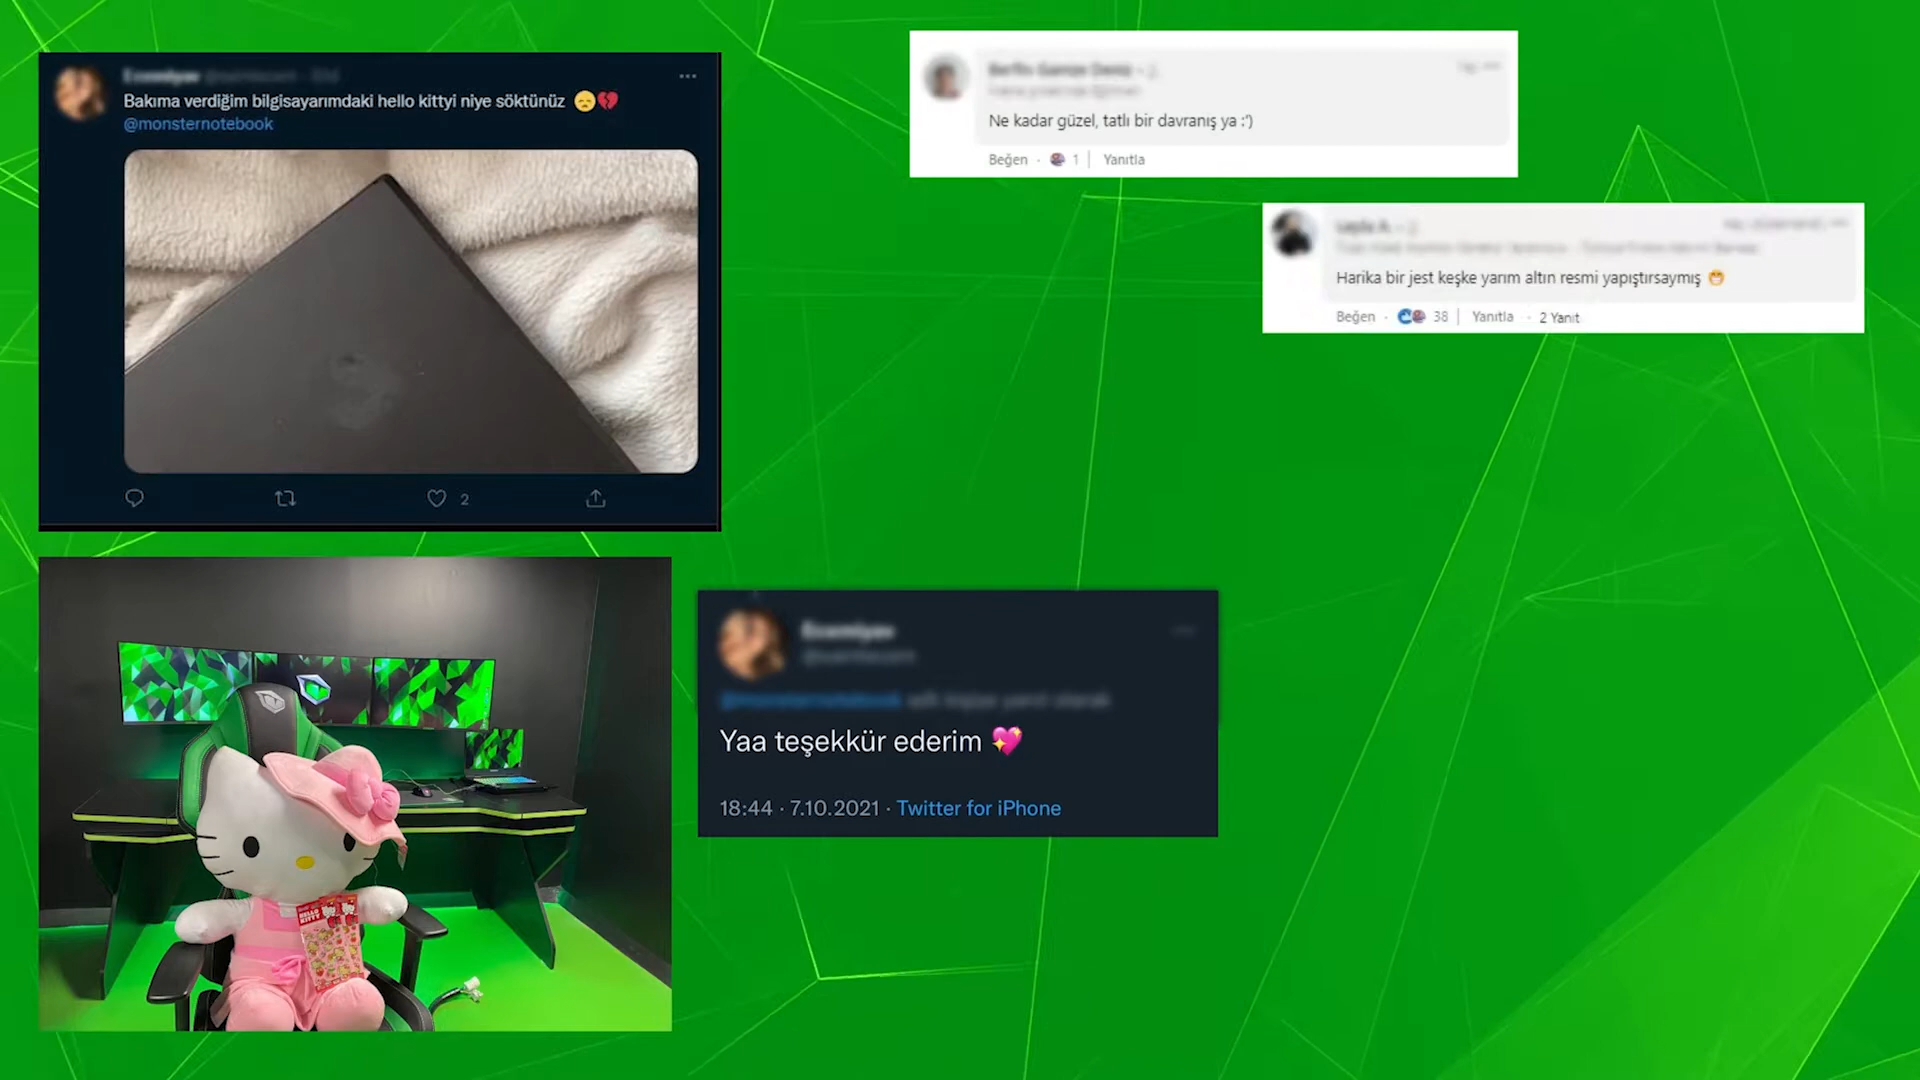 Bakıma verdiğim bilgisayarımdaki hello kittyi niye söktünüz 😞💔
@monsternotebook
2
Ne kadar güzel, tatlı bir davranış ya :')
Beğen · 1 | Yanıtla
Harika bir jest keşke yarım altın resmi yapıştırsaymış 😁
Beğen · 38 | Yanıtla · 2 Yanıt
HELLO
KITTY
Yaa teşekkür ederim 💖
18:44 · 7.10.2021 · Twitter for iPhone